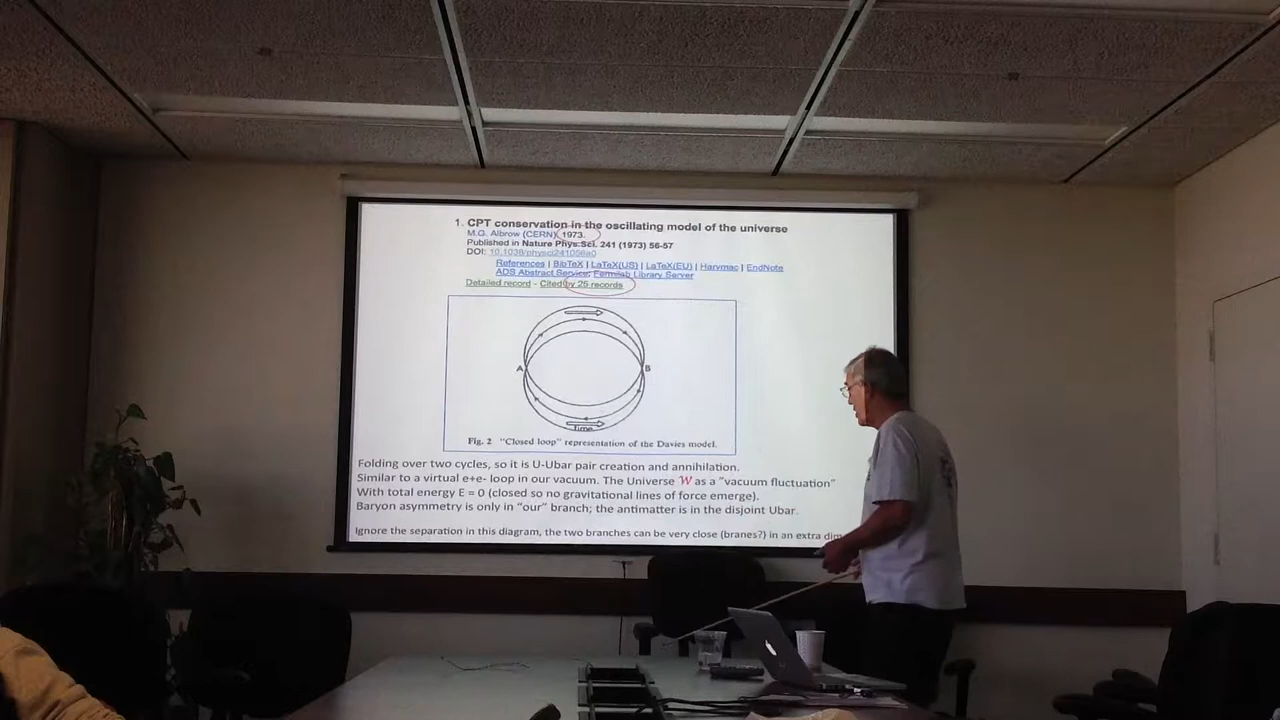 1. CPT conservation in the oscillating model of the universe
M.G. Albrow (CERN). 1973.
Published in Nature Phys.Sci. 241 (1973) 56-57
DOI: 10.1038/physci241056a0
References | BibTeX | LaTeX(US) | LaTeX(EU) | Harvmac | EndNote
ADS Abstract Service; Fermilab Library Server
Detailed record - Cited by 25 records
A
B
Time
Fig. 2 "Closed loop" representation of the Davies model.
Folding over two cycles, so it is U-Ubar pair creation and annihilation.
Similar to a virtual e+e- loop in our vacuum. The Universe W as a "vacuum fluctuation"
With total energy E = 0 (closed so no gravitational lines of force emerge).
Baryon asymmetry is only in "our" branch; the antimatter is in the disjoint Ubar.
Ignore the separation in this diagram, the two branches can be very close (branes?) in an extra dim